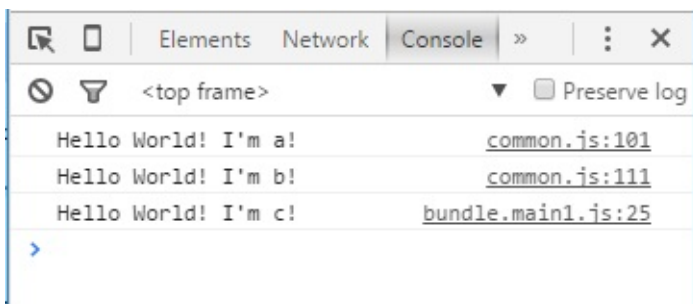 Elements Network Console »
<top frame> ▼ Preserve log
Hello World! I'm a! common.js:101
Hello World! I'm b! common.js:111
Hello World! I'm c! bundle.main1.js:25
>